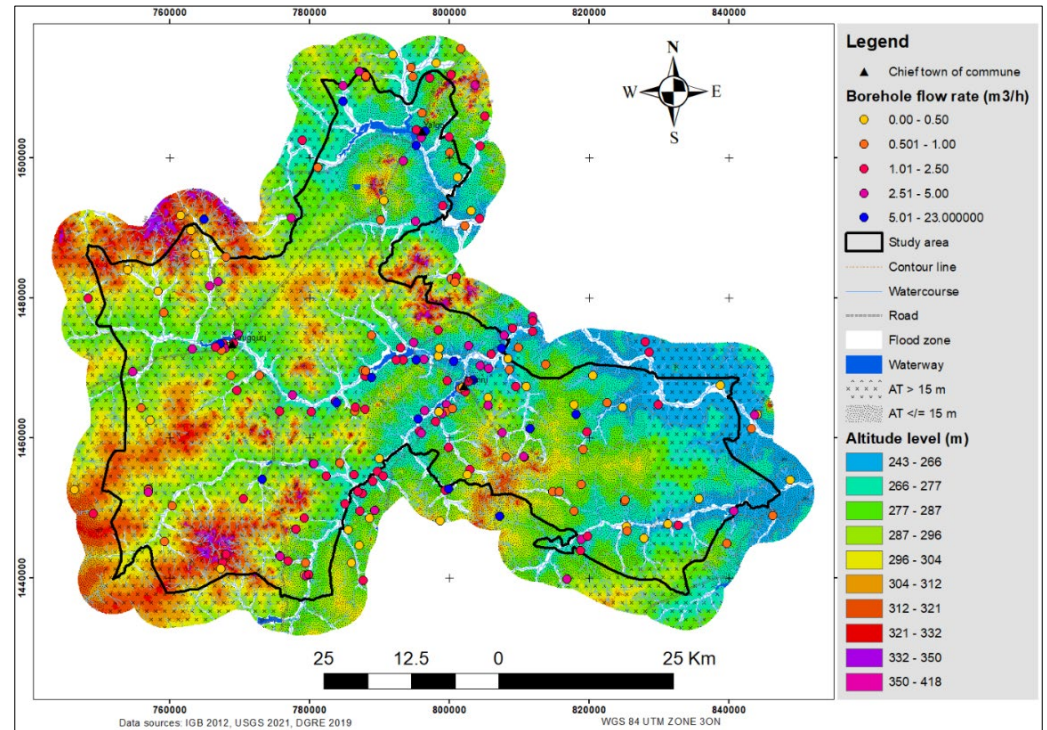 760000 780000 800000 820000 840000
Legend
Chief town of commune
Borehole flow rate (m3/h)
0.00 - 0.50
0.501 - 1.00
1.01 - 2.50
2.51 - 5.00
5.01 - 23.000000
Study area
Contour line
Watercourse
Road
Flood zone
Waterway
AT > 15 m
AT </= 15 m
Altitude level (m)
243 - 266
266 - 277
277 - 287
287 - 296
296 - 304
304 - 312
312 - 321
321 - 332
332 - 350
350 - 418
N
W E
S
1500000 1500000
1480000 1480000
1460000 1460000
1440000 1440000
25 12.5 0 25 Km
760000 780000 800000 820000 840000
Data sources: IGB 2012, USGS 2021, DGRE 2019
WGS 84 UTM ZONE 3ON